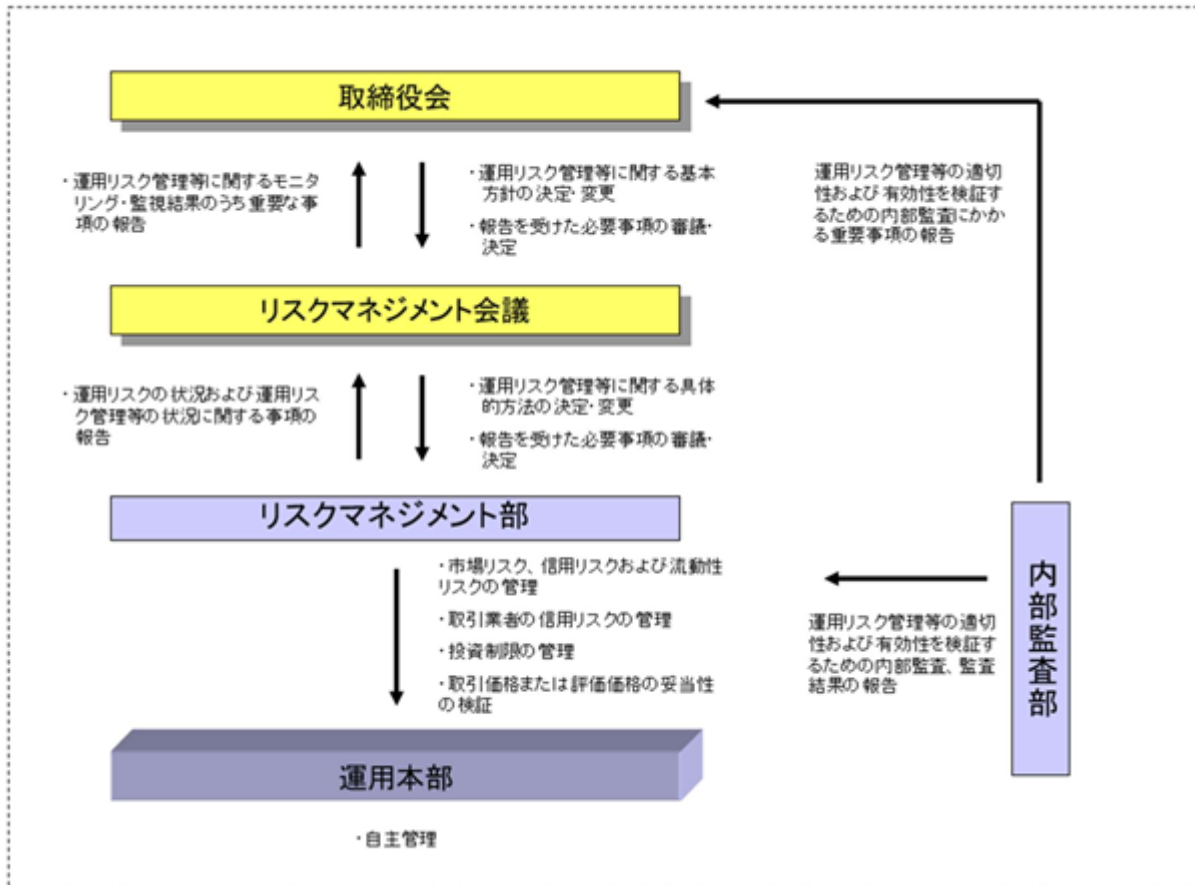 取締役会
・運用リスク管理等に関するモニタ
リング・監視結果のうち重要な事
項の報告
・運用リスク管理等に関する基本
方針の決定・変更
・報告を受けた必要事項の審議・
決定
運用リスク管理等の適切
性および有効性を検証す
るための内部監査にかか
る重要事項の報告
リスクマネジメント会議
・運用リスクの状況および運用リス
ク管理等の状況に関する事項の
報告
・運用リスク管理等に関する具体
的方法の決定・変更
・報告を受けた必要事項の審議・
決定
リスクマネジメント部
・市場リスク、信用リスクおよび流動性
リスクの管理
・取引業者の信用リスクの管理
・投資制限の管理
・取引価格または評価価格の妥当性
の検証
運用リスク管理等の適切
性および有効性を検証す
るための内部監査、監査
結果の報告
内部監査部
運用本部
・自主管理